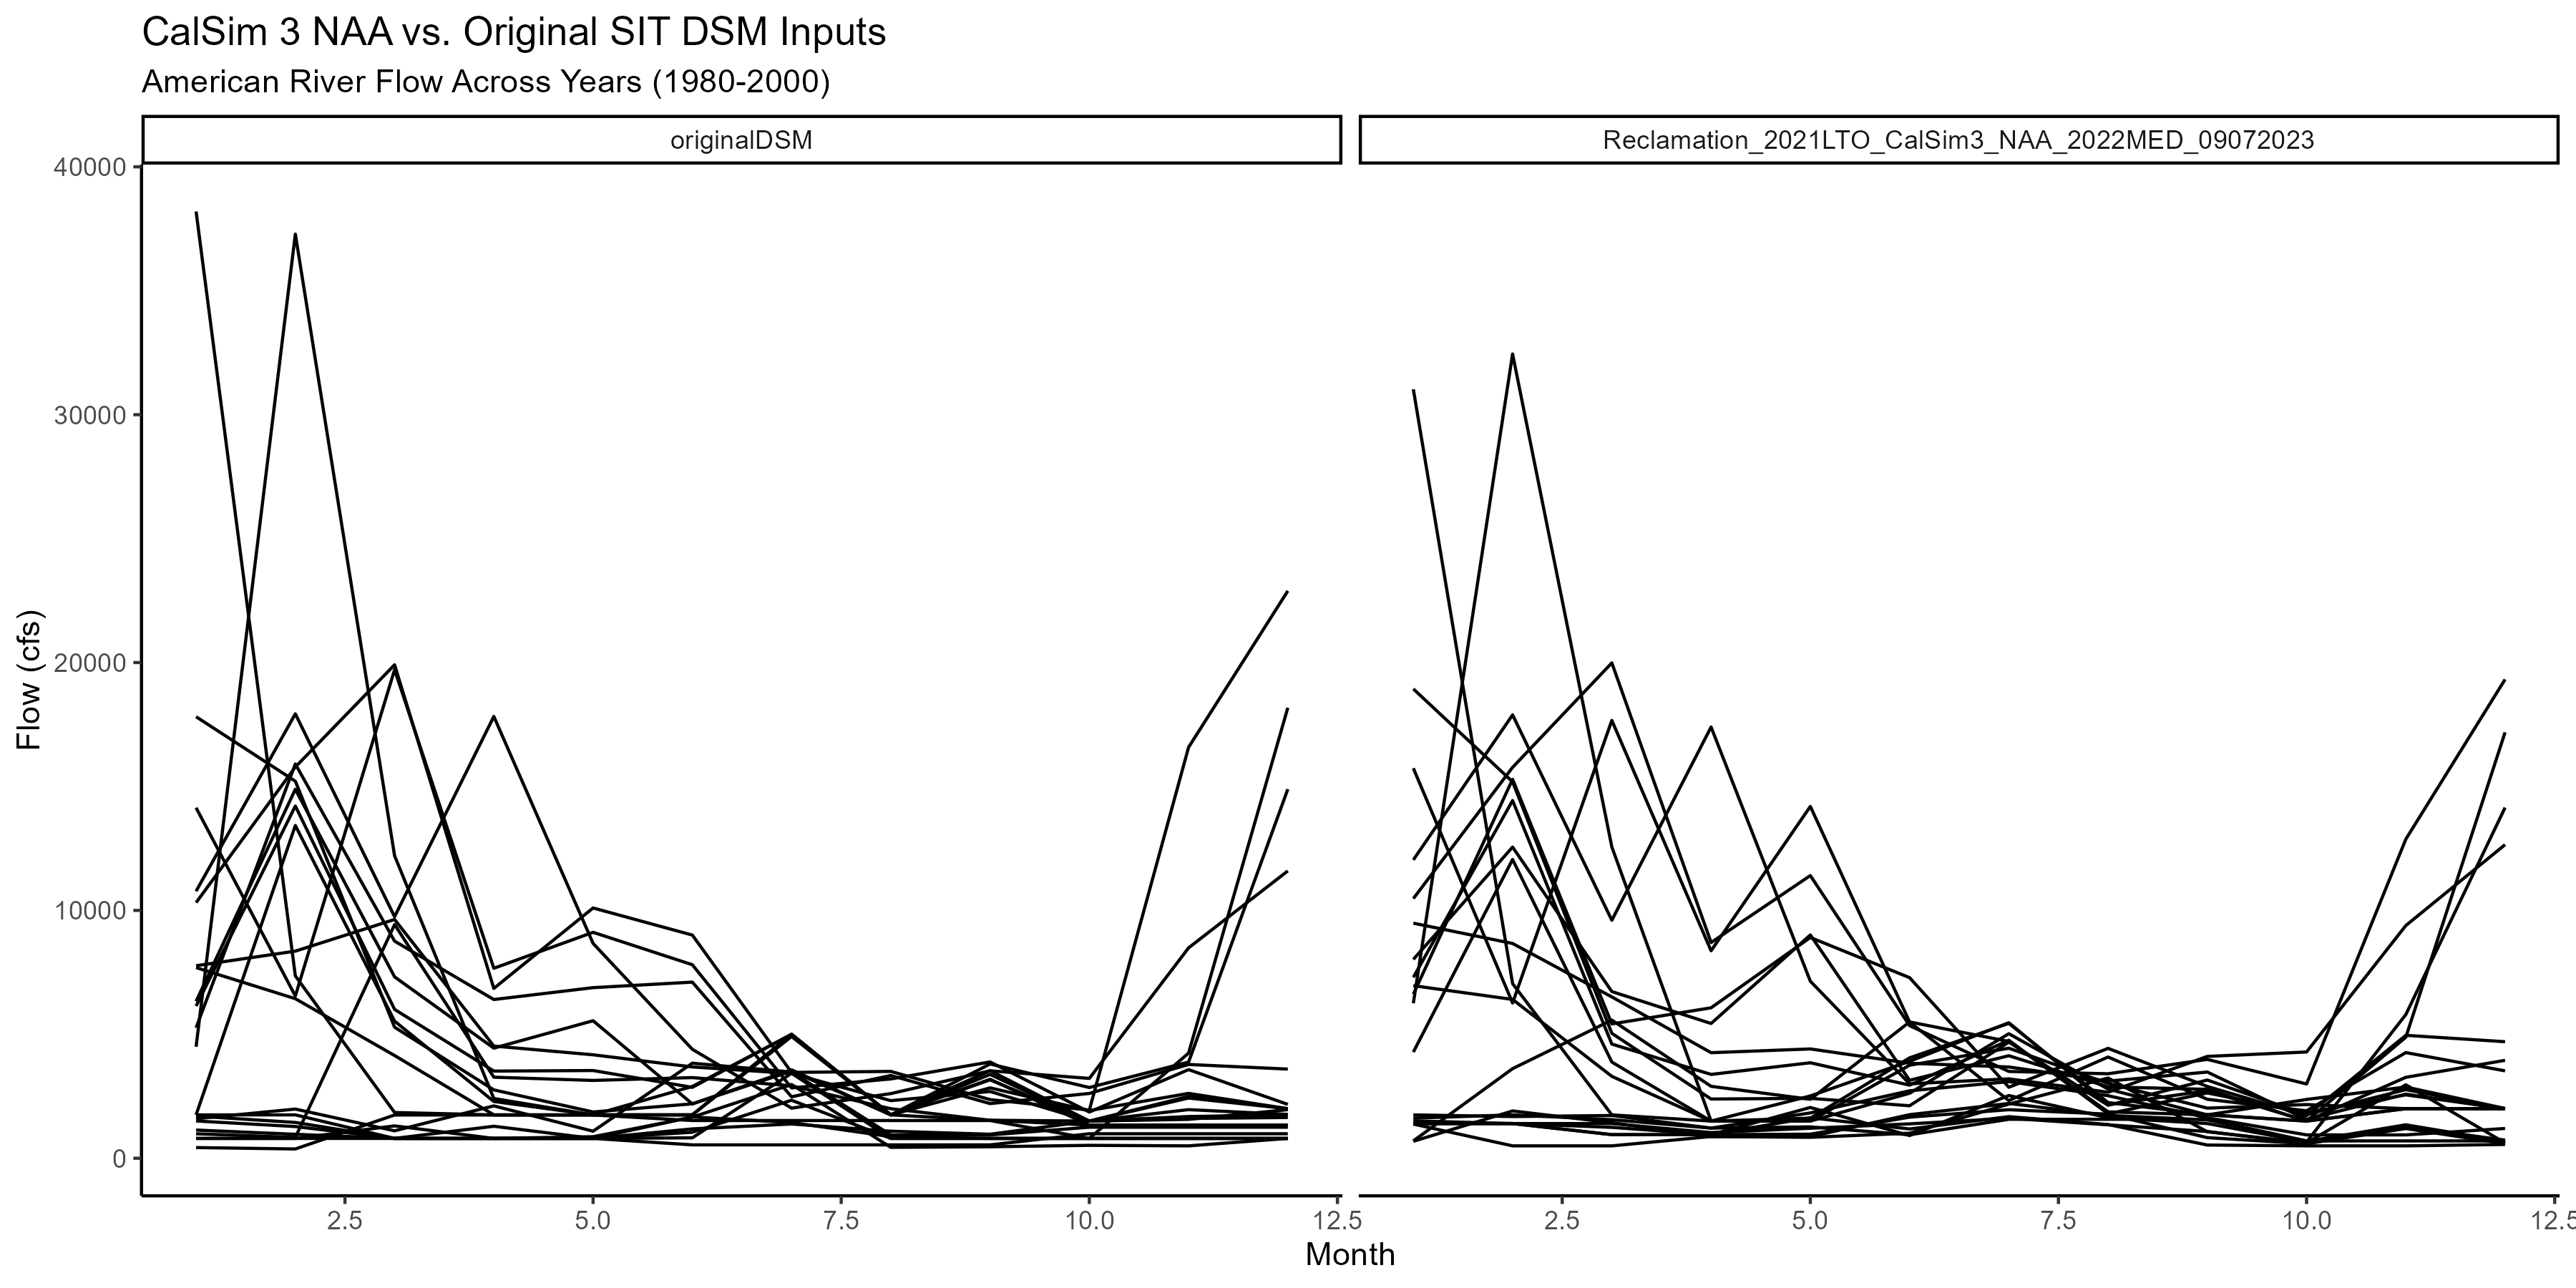 CalSim 3 NAA vs. Original SIT DSM Inputs
American River Flow Across Years (1980-2000)
originalDSM
Reclamation_2021LTO_CalSim3_NAA_2022MED_09072023
Flow (cfs)
40000
30000
20000
10000
0
2.5 5.0 7.5 10.0 12.5
2.5 5.0 7.5 10.0 12.5
Month